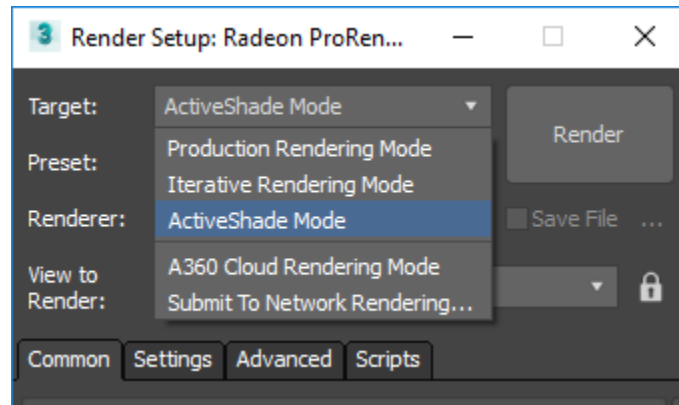 3 Render Setup: Radeon ProRen...
Target: ActiveShade Mode
Render
Production Rendering Mode
Preset:
Iterative Rendering Mode
Renderer: ActiveShade Mode Save File ...
A360 Cloud Rendering Mode
View to
Render:
Submit To Network Rendering...
Common Settings Advanced Scripts